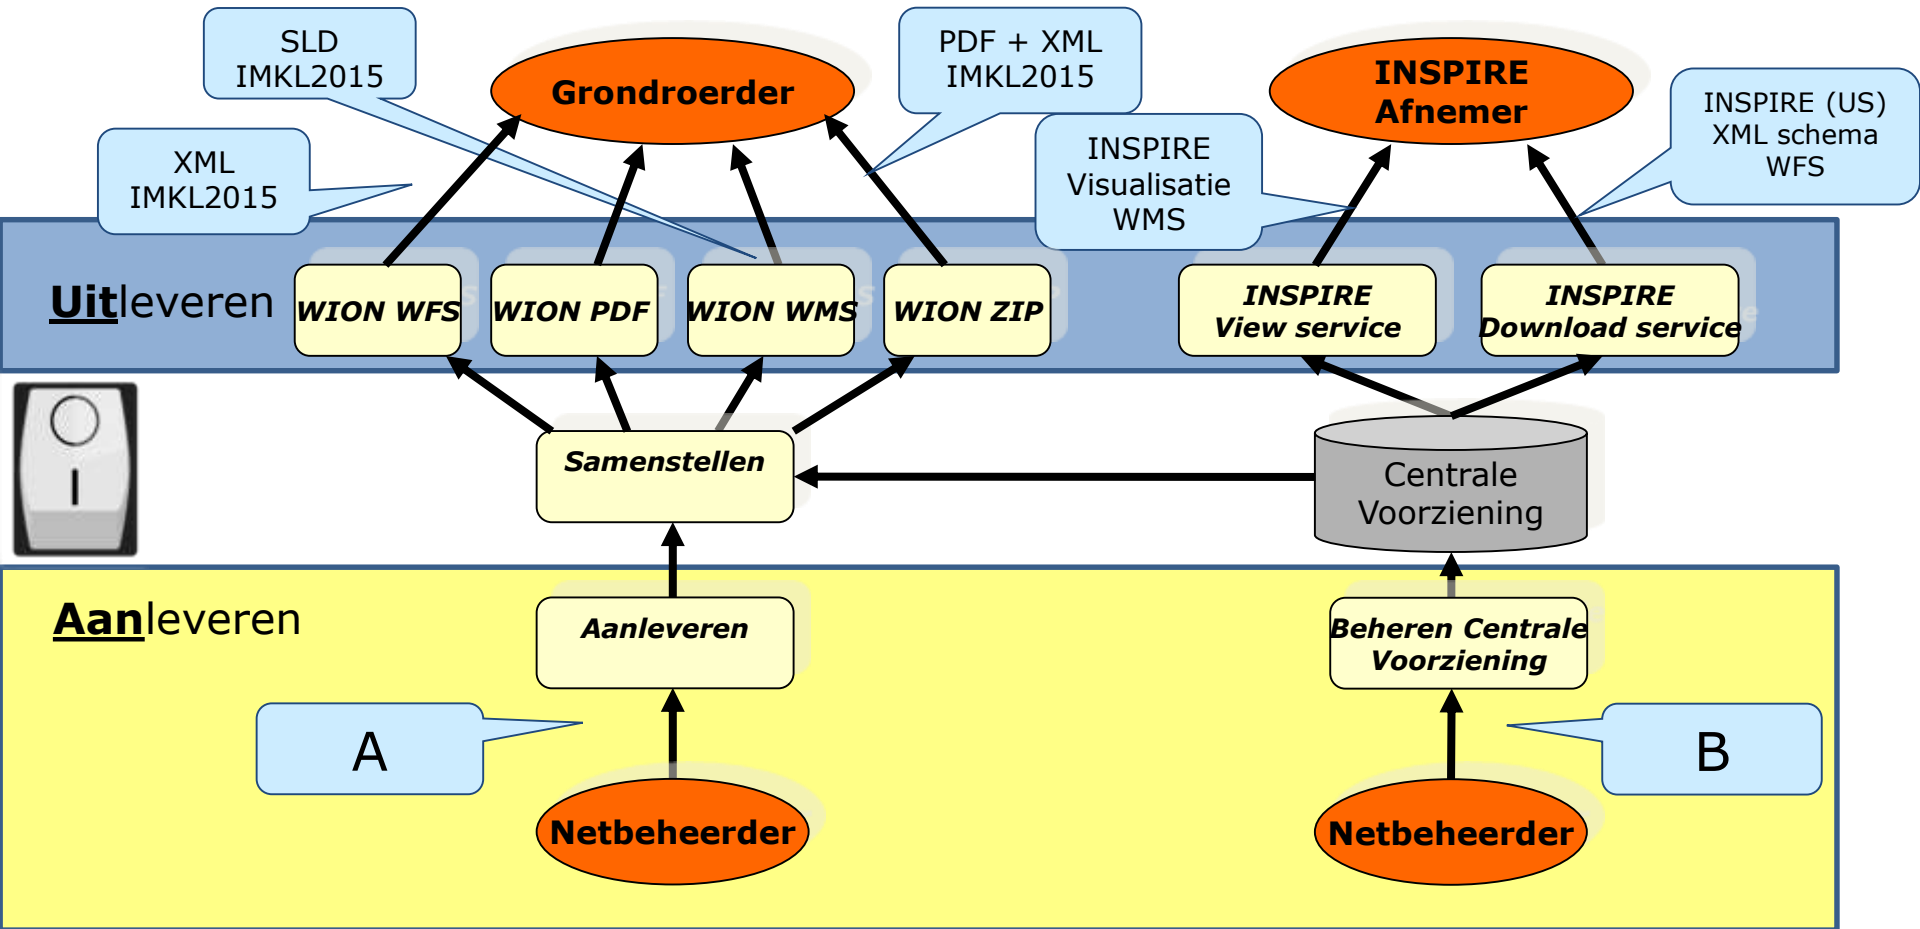 SLD
IMKL2015
PDF + XML
IMKL2015
Grondroerder
INSPIRE
Afnemer
INSPIRE (US)
XML schema
WFS
XML
IMKL2015
INSPIRE
Visualisatie
WMS
Uitleveren
WION WFS
WION PDF
WION WMS
WION ZIP
INSPIRE
View service
INSPIRE
Download service
Samenstellen
Centrale
Voorziening
Aanleveren
Aanleveren
Beheren Centrale
Voorziening
A
B
Netbeheerder
Netbeheerder